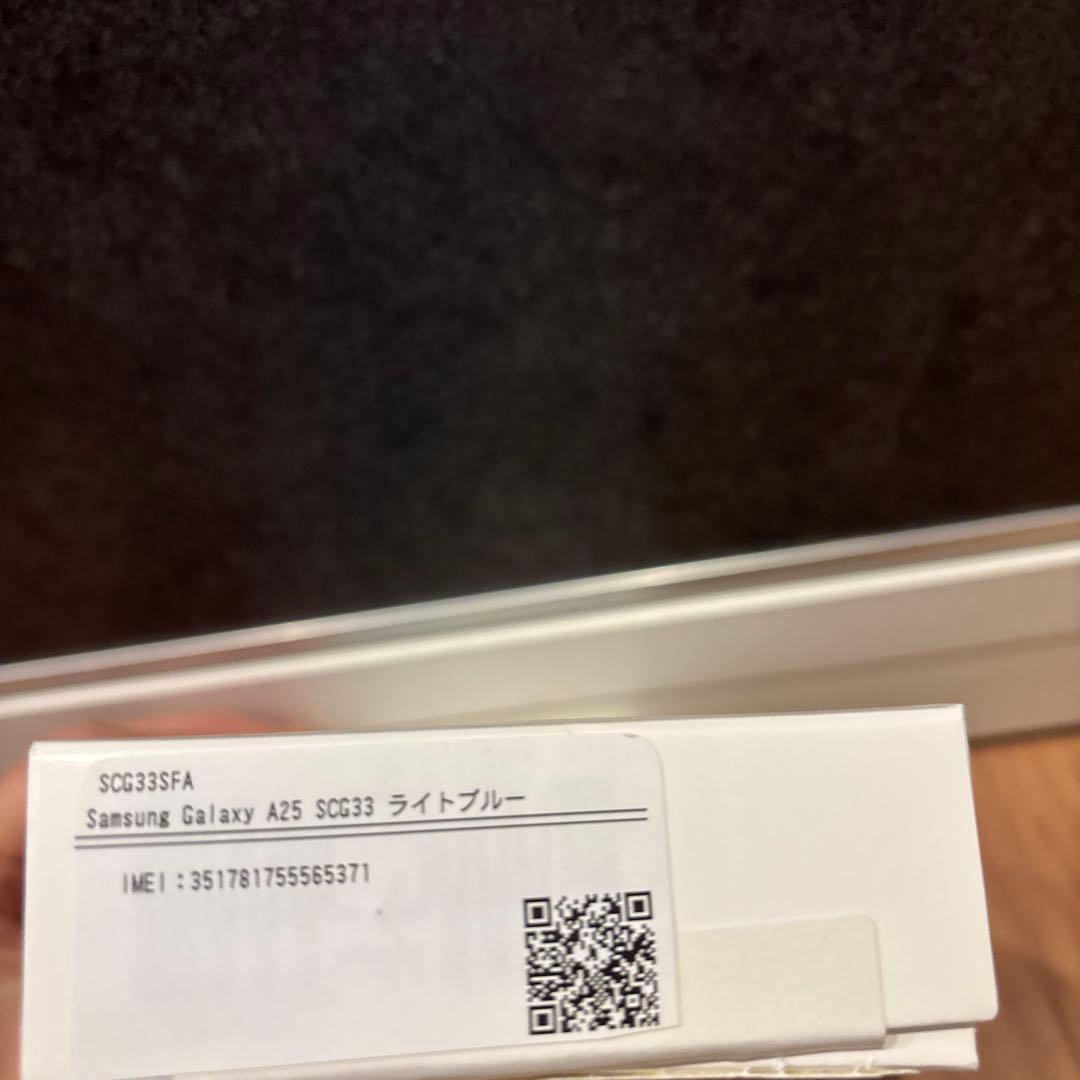 SCG33SFA
Samsung Galaxy A25 SCG33 ライトブルー
IMEI:351781755565371